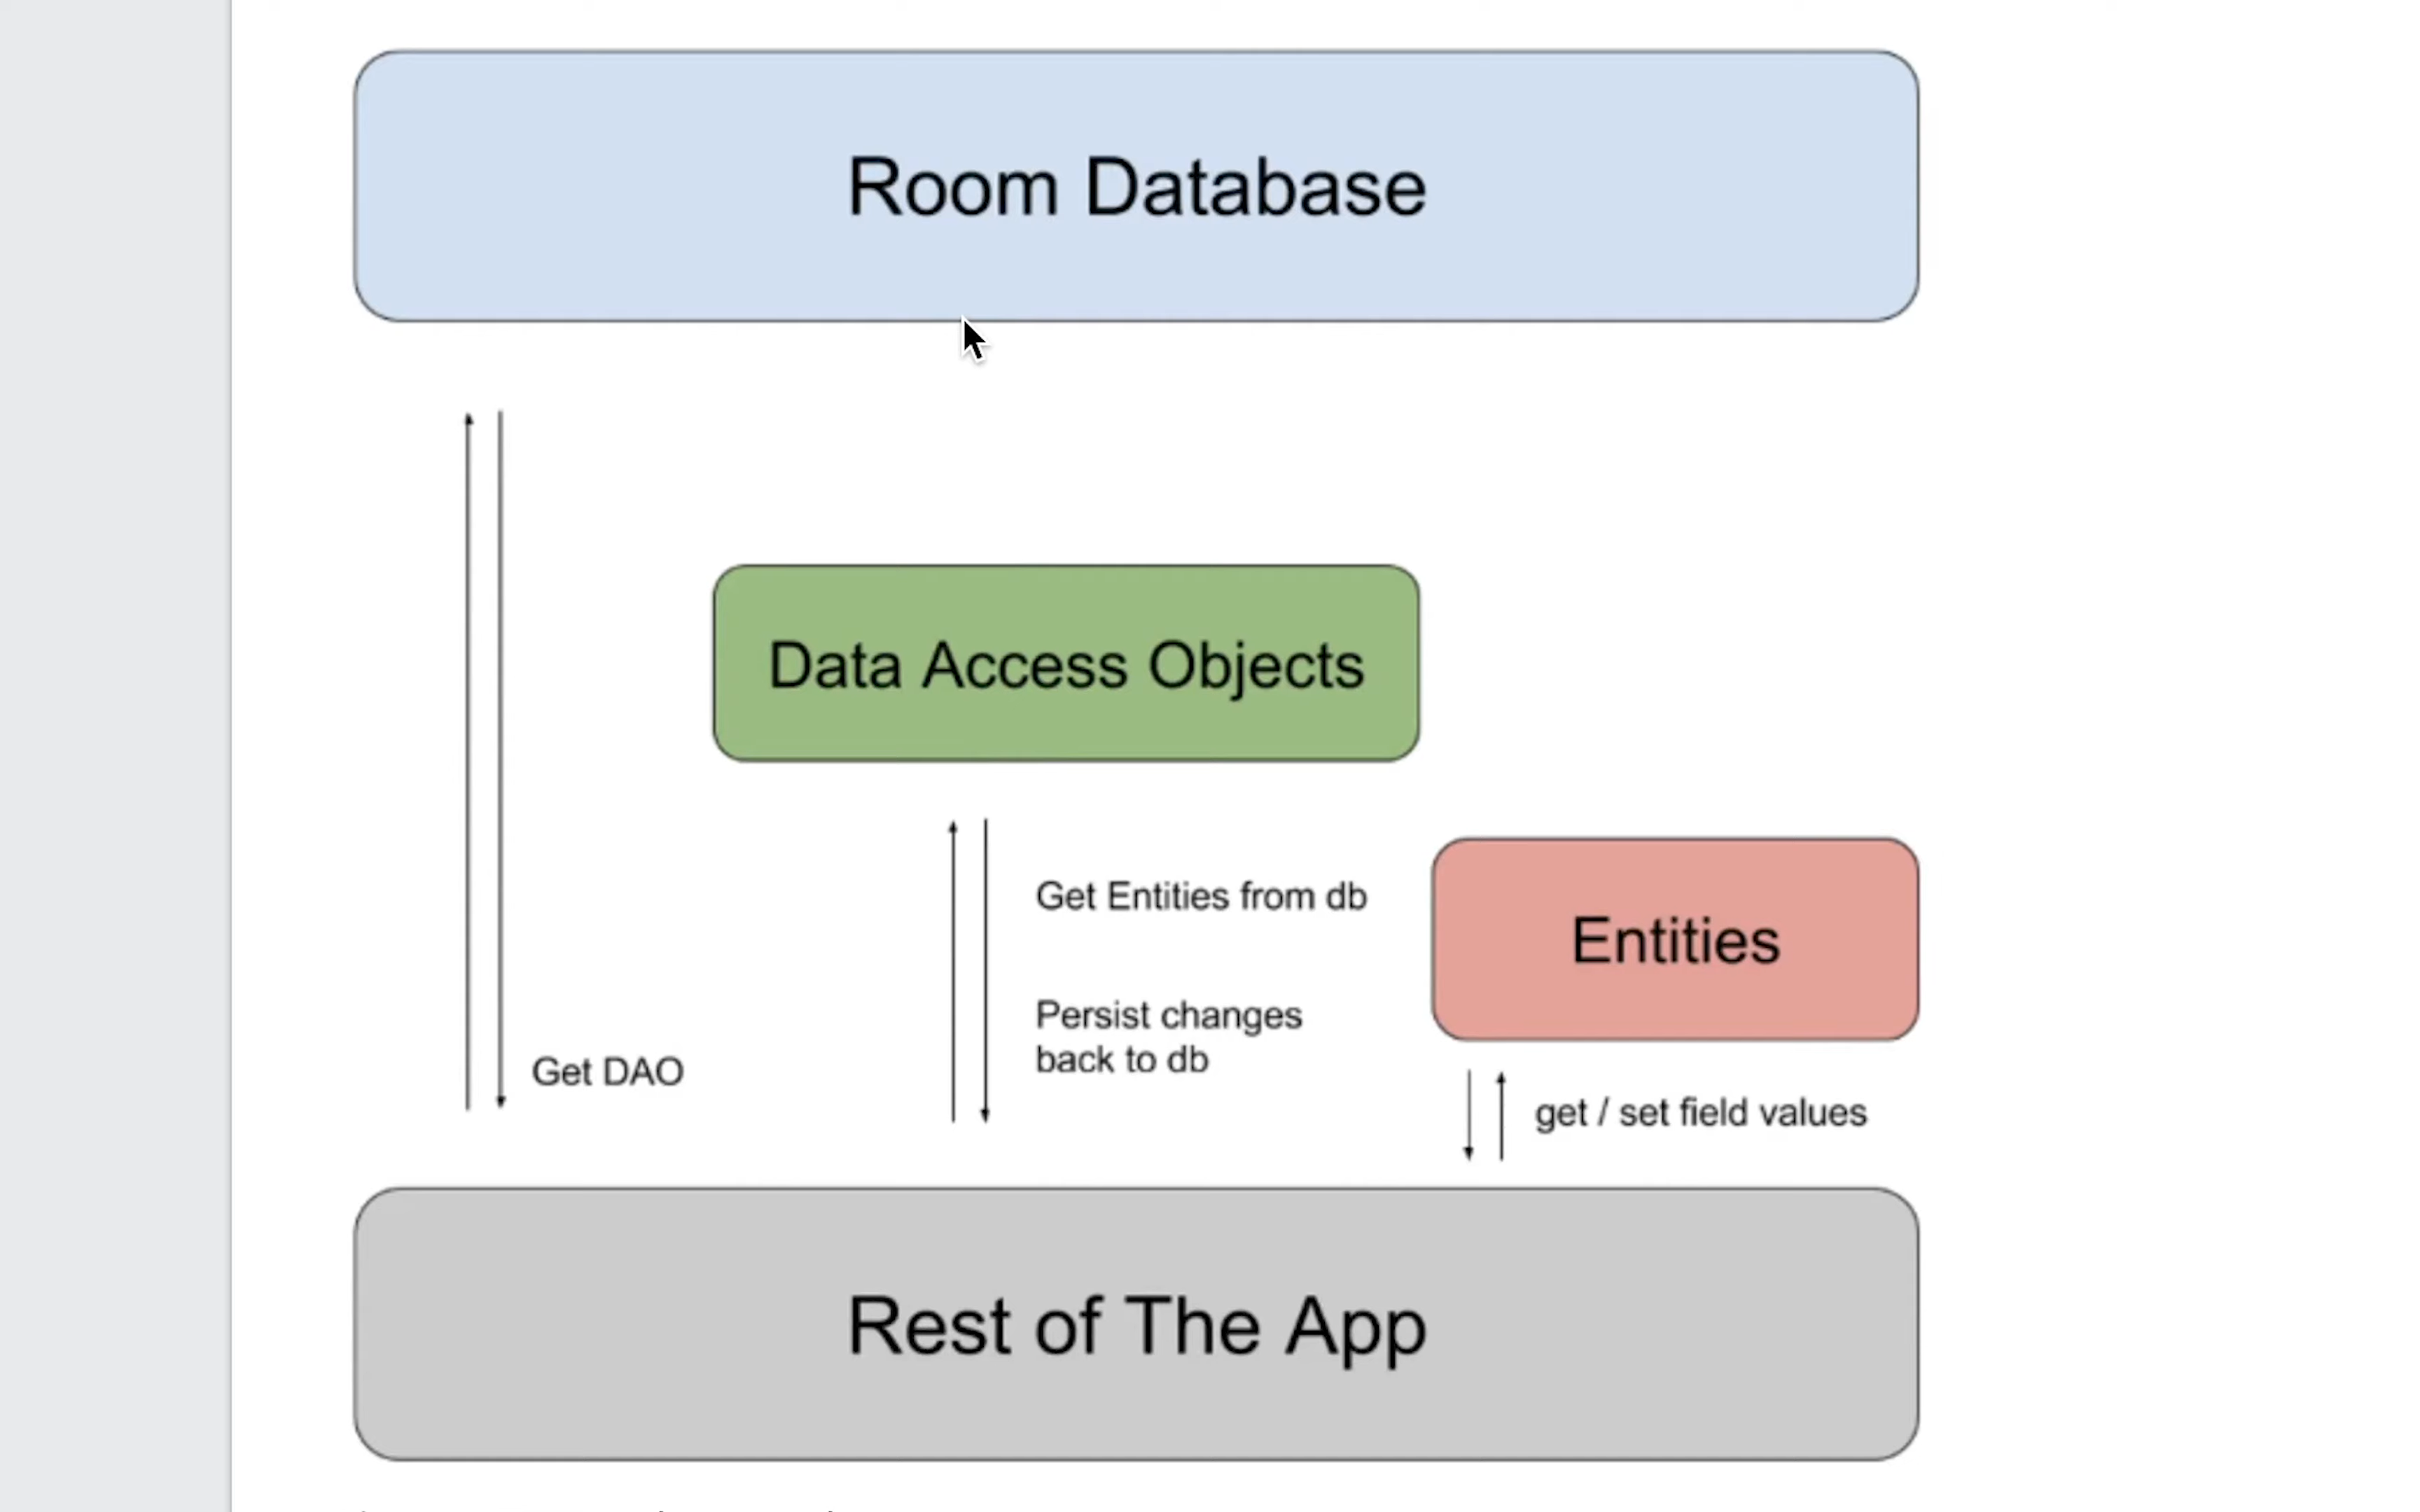 Room Database
Data Access Objects
Get Entities from db
Entities
Persist changes
back to db
Get DAO
get / set field values
Rest of The App